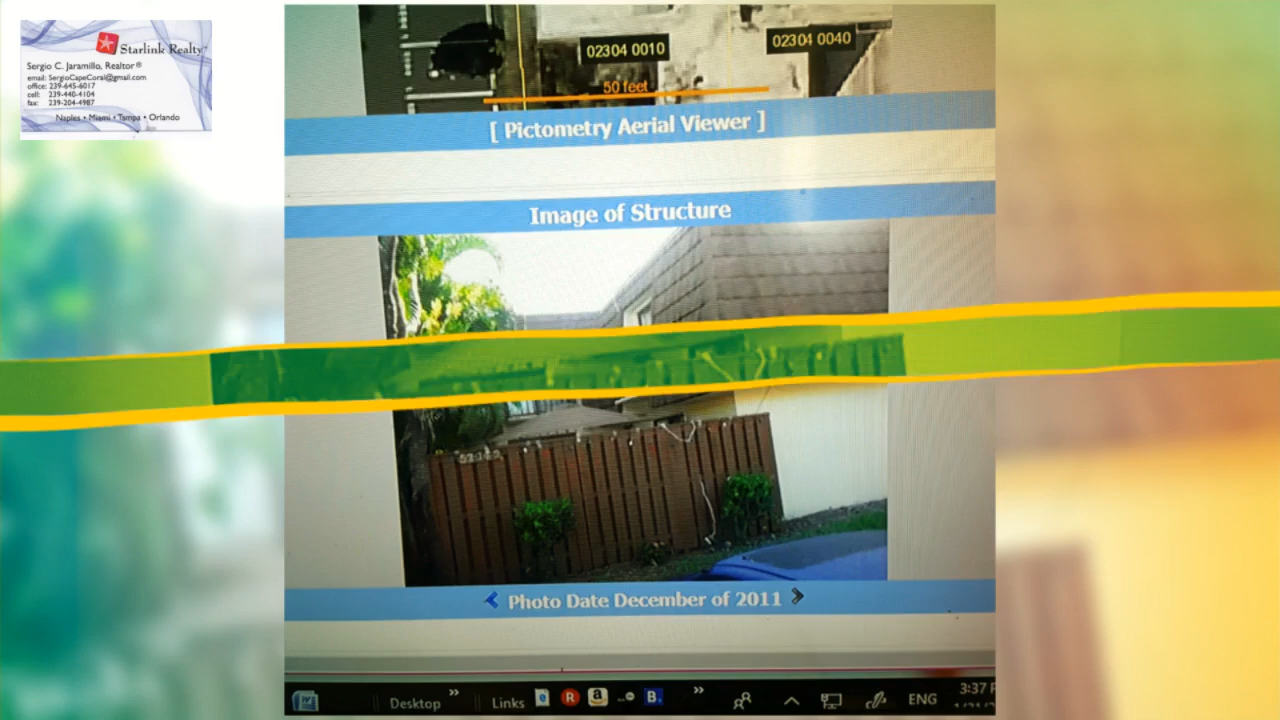 Starlink Realty
Sergio C. Jaramillo, Realtor®
email: SergioCapeCoral@gmail.com
office: 239-645-6017
cell: 239-440-4104
fax: 239-204-4987
Naples • Miami • Tampa • Orlando
02304 0010
02304 0040
50 feet
[ Pictometry Aerial Viewer ]
Image of Structure
Photo Date December of 2011
Desktop
Links
ENG
3:37